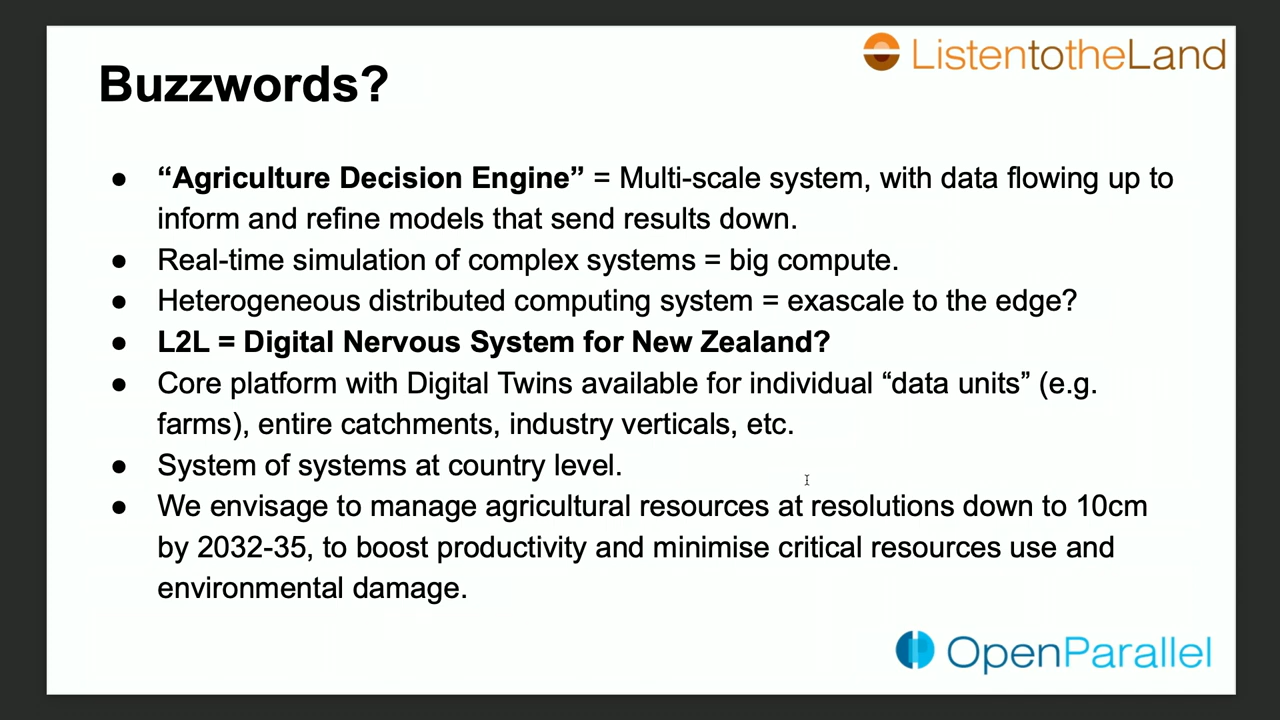 ListentotheLand
Buzzwords?
● “Agriculture Decision Engine” = Multi-scale system, with data flowing up to
inform and refine models that send results down.
● Real-time simulation of complex systems = big compute.
● Heterogeneous distributed computing system = exascale to the edge?
● L2L = Digital Nervous System for New Zealand?
● Core platform with Digital Twins available for individual “data units” (e.g.
farms), entire catchments, industry verticals, etc.
● System of systems at country level.
● We envisage to manage agricultural resources at resolutions down to 10cm
by 2032-35, to boost productivity and minimise critical resources use and
environmental damage.
OpenParallel